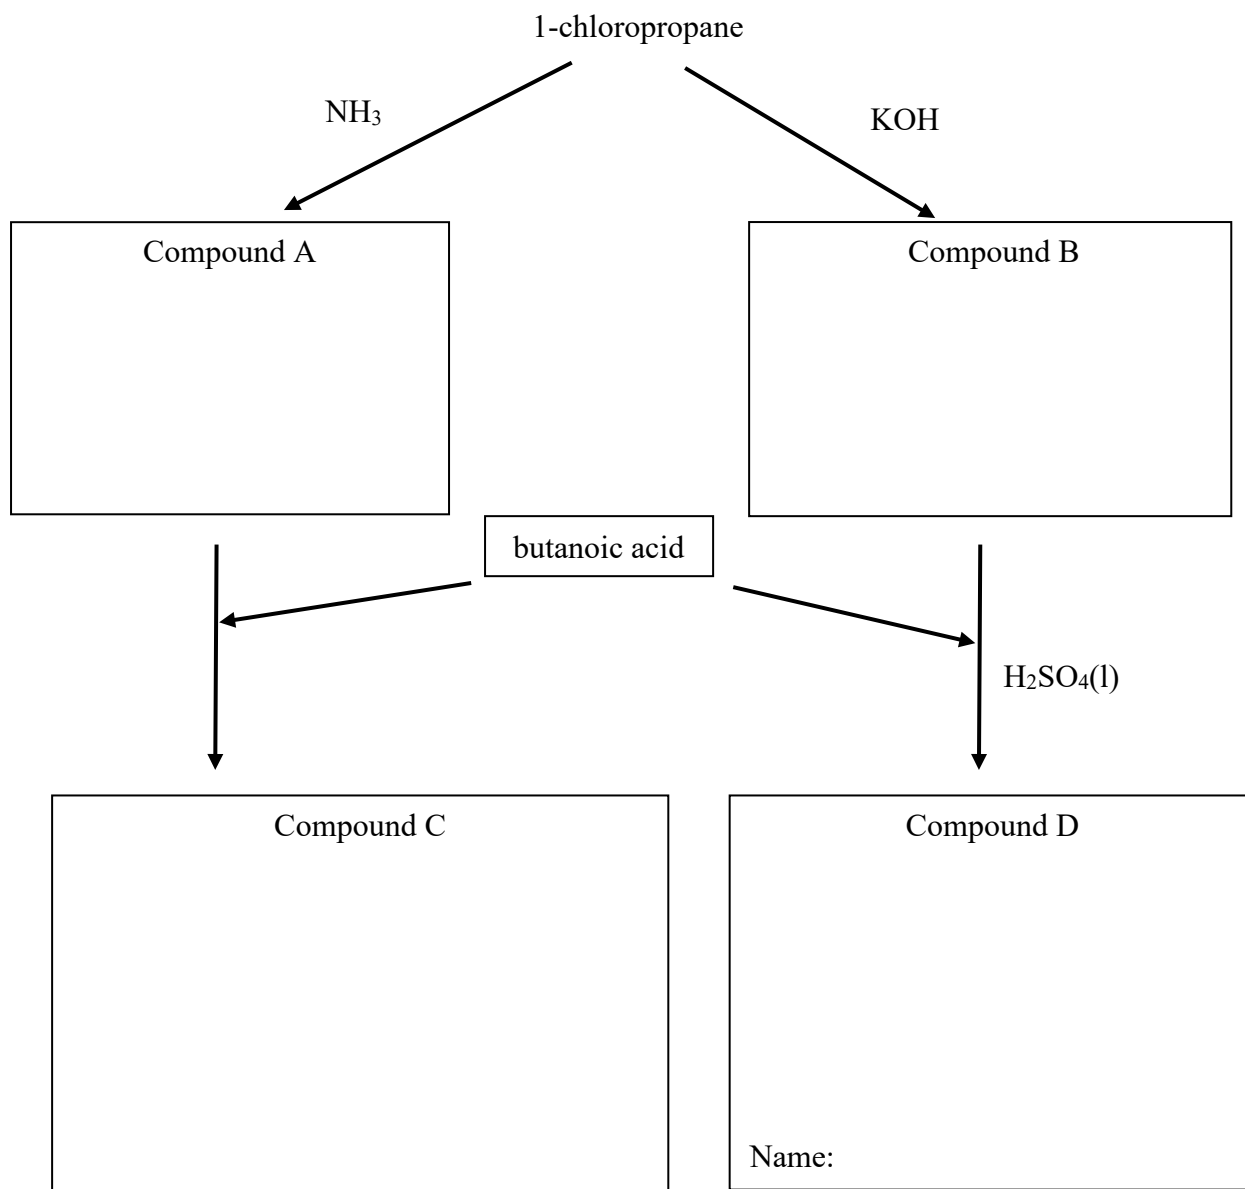 1-chloropropane
NH₃
KOH
Compound A
Compound B
butanoic acid
H₂SO₄(l)
Compound C
Compound D
Name: